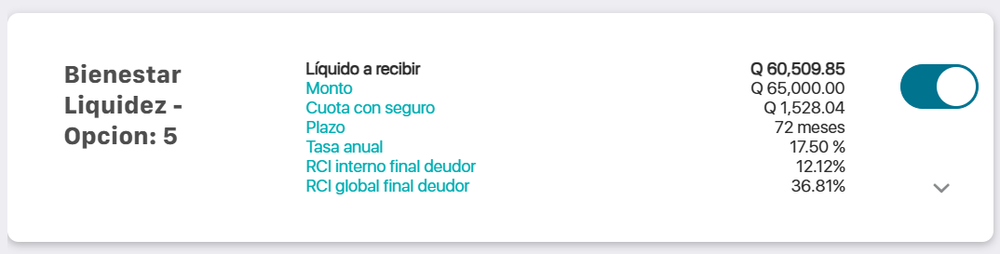 Bienestar
Liquidez -
Opcion: 5
Líquido a recibir Q 60,509.85
Monto Q 65,000.00
Cuota con seguro Q 1,528.04
Plazo 72 meses
Tasa anual 17.50 %
RCI interno final deudor 12.12%
RCI global final deudor 36.81%